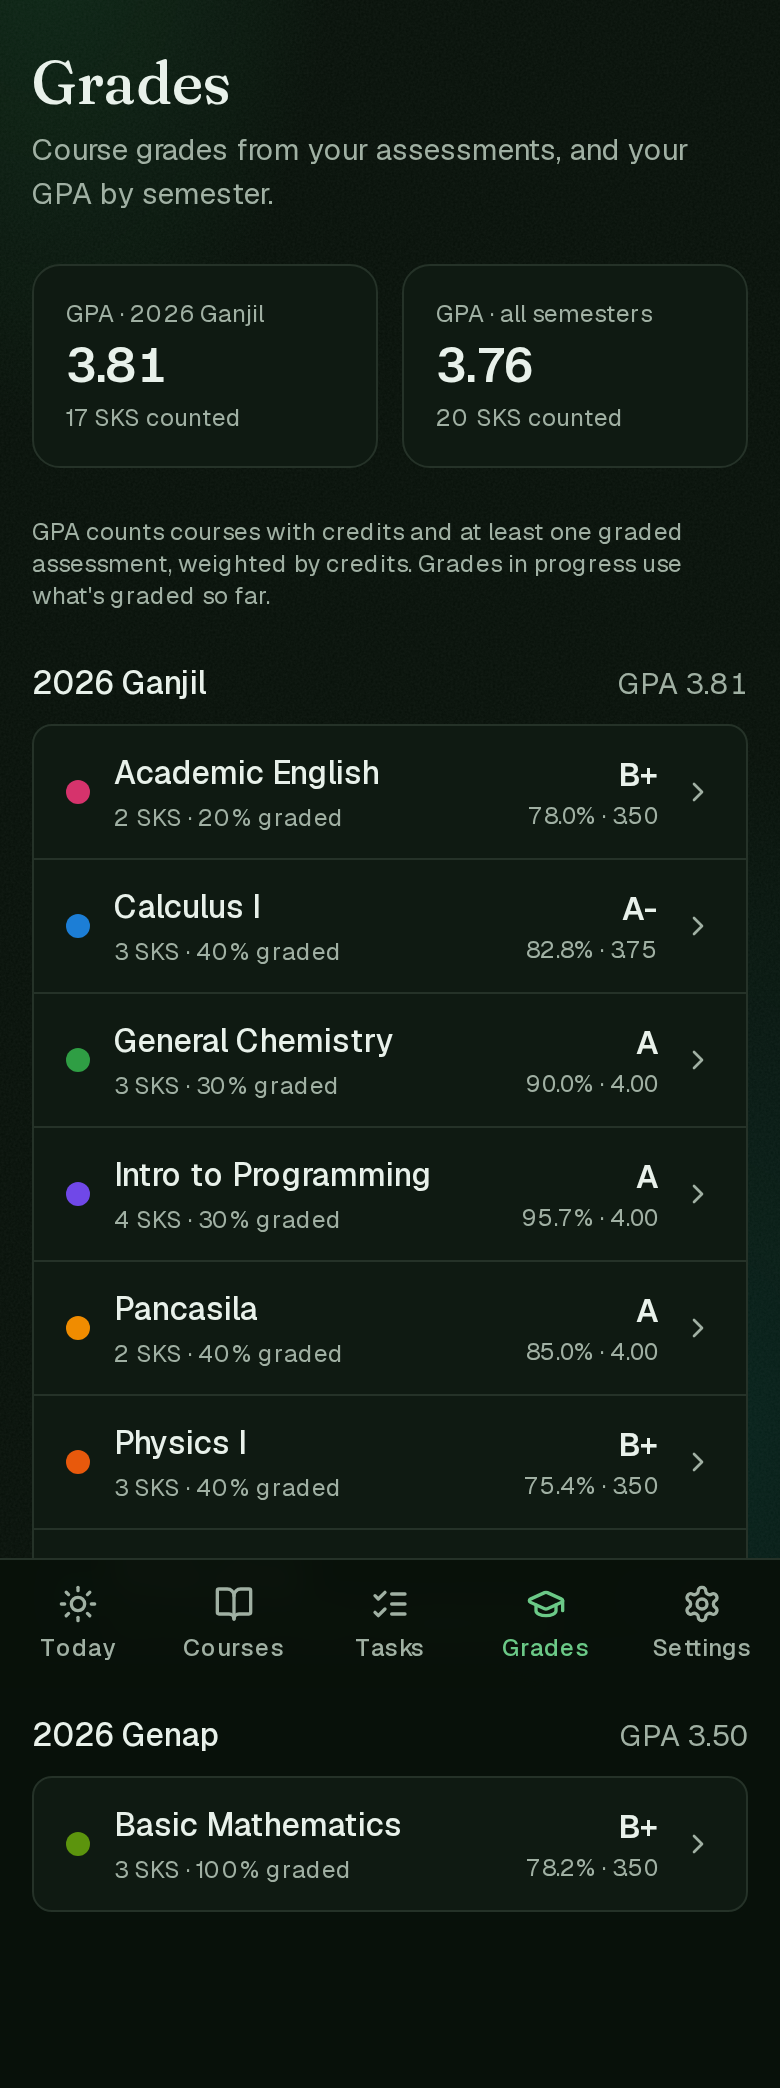 Grades
Course grades from your assessments, and your
GPA by semester.
GPA · 2026 Ganjil
3.81
17 SKS counted
GPA · all semesters
3.76
20 SKS counted
GPA counts courses with credits and at least one graded
assessment, weighted by credits. Grades in progress use
what's graded so far.
2026 Ganjil
GPA 3.81
Academic English
B+
2 SKS · 20% graded
78.0% · 3.50
Calculus I
A-
3 SKS · 40% graded
82.8% · 3.75
General Chemistry
A
3 SKS · 30% graded
90.0% · 4.00
Intro to Programming
A
4 SKS · 30% graded
95.7% · 4.00
Pancasila
A
2 SKS · 40% graded
85.0% · 4.00
Physics I
B+
3 SKS · 40% graded
75.4% · 3.50
Today
Courses
Tasks
Grades
Settings
2026 Genap
GPA 3.50
Basic Mathematics
B+
3 SKS · 100% graded
78.2% · 3.50